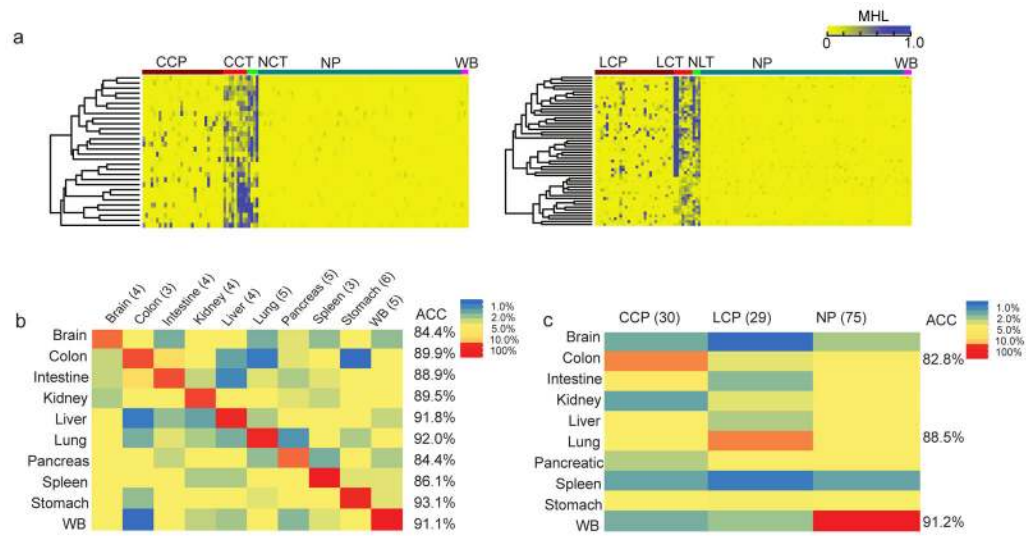 MHL
a
0 1.0
CCP CCT NCT NP WB
LCP LCT NLT NP WB
b
Brain (4) Colon (3) Intestine (4) Kidney (4) Liver (4) Lung (5) Pancreas (5) Spleen (3) Stomach (6) WB (5)
ACC
1.0%
2.0%
5.0%
10.0%
100%
Brain 84.4%
Colon 89.9%
Intestine 88.9%
Kidney 89.5%
Liver 91.8%
Lung 92.0%
Pancreas 84.4%
Spleen 86.1%
Stomach 93.1%
WB 91.1%
c
CCP (30) LCP (29) NP (75) ACC
1.0%
2.0%
5.0%
10.0%
100%
Brain
Colon 82.8%
Intestine
Kidney
Liver
Lung 88.5%
Pancreatic
Spleen
Stomach
WB 91.2%